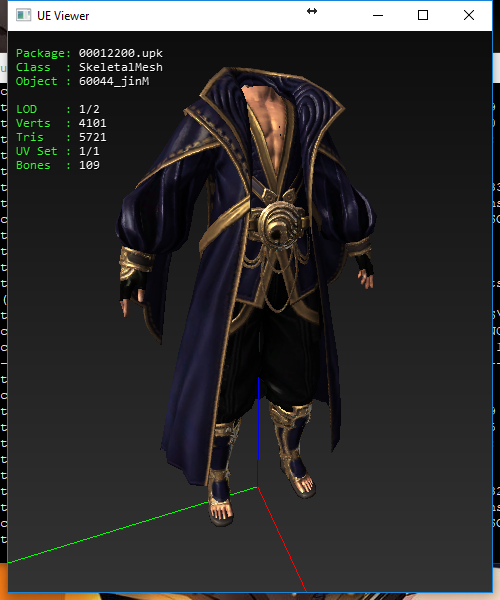 UE Viewer
Package: 00012200.upk
Class : SkeletalMesh
Object : 60044_jinM
LOD : 1/2
Verts : 4101
Tris : 5721
UV Set : 1/1
Bones : 109